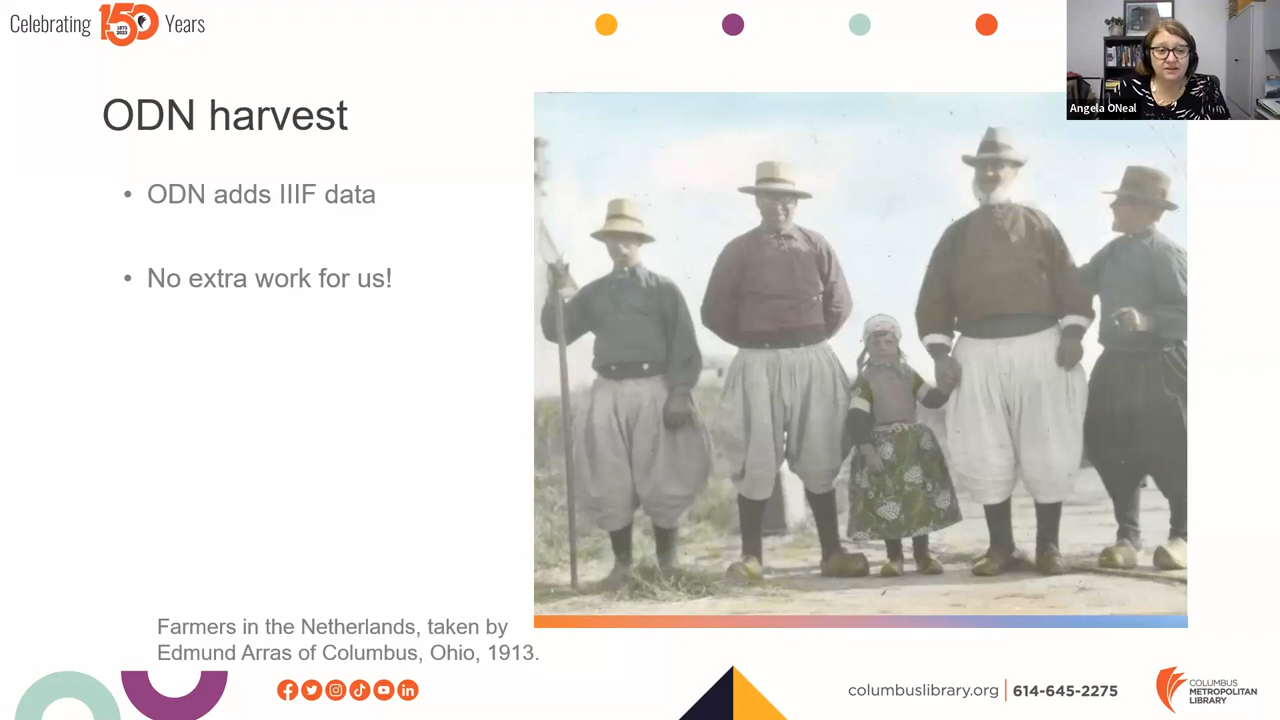 Celebrating 150 Years
1873
2023
Angela ONeal
ODN harvest
• ODN adds IIIF data
• No extra work for us!
Farmers in the Netherlands, taken by
Edmund Arras of Columbus, Ohio, 1913.
columbuslibrary.org | 614-645-2275
COLUMBUS
METROPOLITAN
LIBRARY